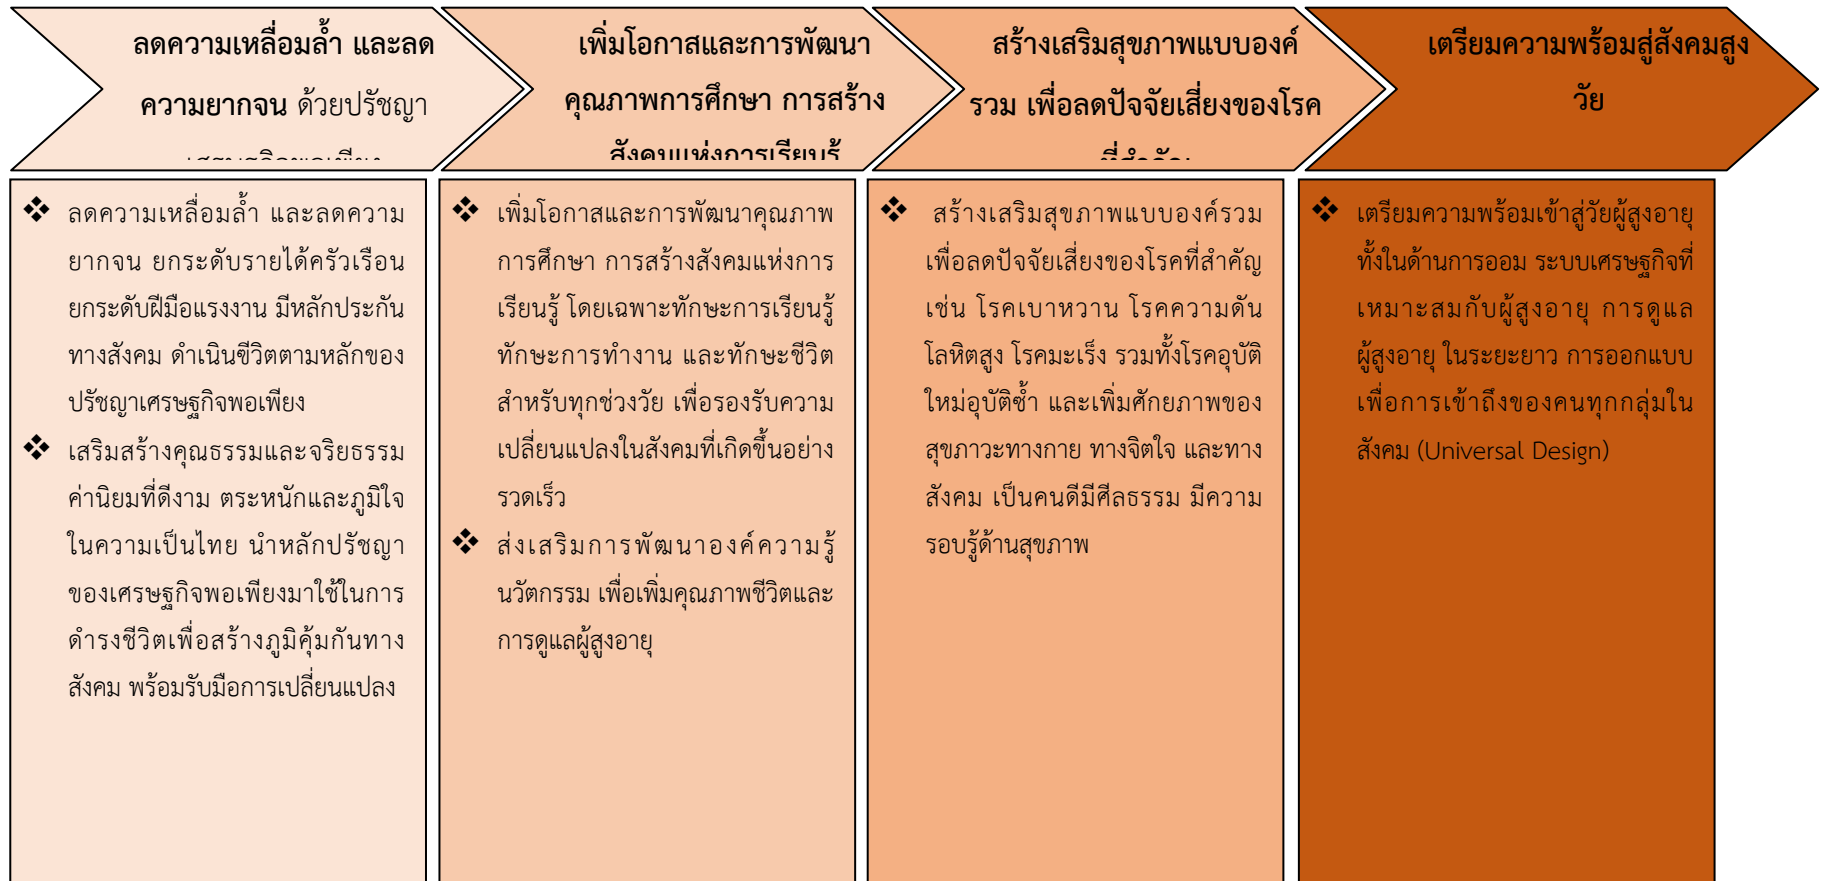 ลดความเหลื่อมล้ำ และลด
ความยากจน ด้วยปรัชญา
เศรษฐกิจพอเพียง
เพิ่มโอกาสและการพัฒนา
คุณภาพการศึกษา การสร้าง
สังคมแห่งการเรียนรู้
สร้างเสริมสุขภาพแบบองค์
รวม เพื่อลดปัจจัยเสี่ยงของโรค
ที่สำคัญ
เตรียมความพร้อมสู่สังคมสูง
วัย
❖ ลดความเหลื่อมล้ำ และลดความ
ยากจน ยกระดับรายได้ครัวเรือน
ยกระดับฝีมือแรงงาน มีหลักประกัน
ทางสังคม ดำเนินชีวิตตามหลักของ
ปรัชญาเศรษฐกิจพอเพียง
❖ เสริมสร้างคุณธรรมและจริยธรรม
ค่านิยมที่ดีงาม ตระหนักและภูมิใจ
ในความเป็นไทย นำหลักปรัชญา
ของเศรษฐกิจพอเพียงมาใช้ในการ
ดำรงชีวิตเพื่อสร้างภูมิคุ้มกันทาง
สังคม พร้อมรับมือการเปลี่ยนแปลง
❖ เพิ่มโอกาสและการพัฒนาคุณภาพ
การศึกษา การสร้างสังคมแห่งการ
เรียนรู้ โดยเฉพาะทักษะการเรียนรู้
ทักษะการทำงาน และทักษะชีวิต
สำหรับทุกช่วงวัย เพื่อรองรับความ
เปลี่ยนแปลงในสังคมที่เกิดขึ้นอย่าง
รวดเร็ว
❖ ส่งเสริมการพัฒนาองค์ความรู้
นวัตกรรม เพื่อเพิ่มคุณภาพชีวิตและ
การดูแลผู้สูงอายุ
❖ สร้างเสริมสุขภาพแบบองค์รวม
เพื่อลดปัจจัยเสี่ยงของโรคที่สำคัญ
เช่น โรคเบาหวาน โรคความดัน
โลหิตสูง โรคมะเร็ง รวมทั้งโรคอุบัติ
ใหม่อุบัติซ้ำ และเพิ่มศักยภาพของ
สุขภาวะทางกาย ทางจิตใจ และทาง
สังคม เป็นคนดีมีศีลธรรม มีความ
รอบรู้ด้านสุขภาพ
❖ เตรียมความพร้อมเข้าสู่วัยผู้สูงอายุ
ทั้งในด้านการออม ระบบเศรษฐกิจที่
เหมาะสมกับผู้สูงอายุ การดูแล
ผู้สูงอายุ ในระยะยาว การออกแบบ
เพื่อการเข้าถึงของคนทุกกลุ่มใน
สังคม (Universal Design)